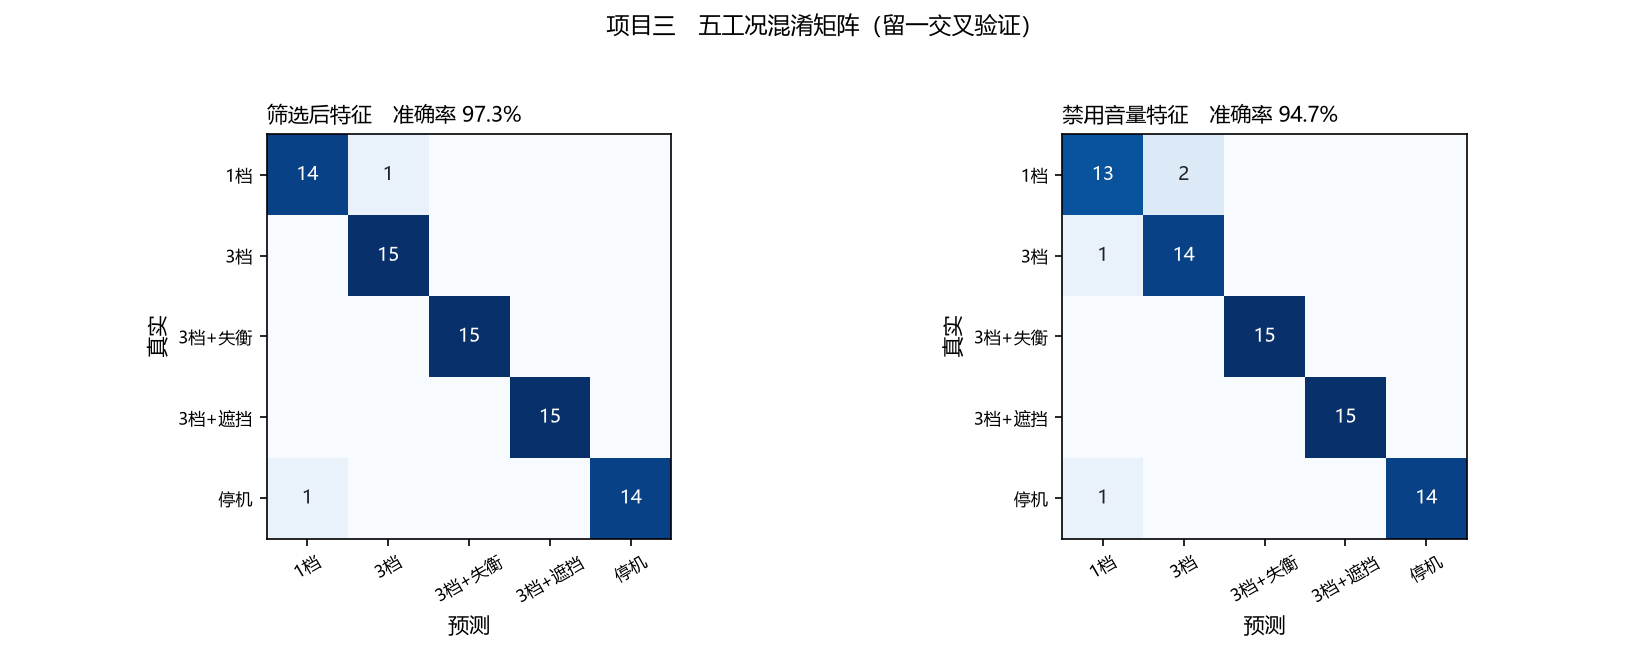 项目三　五工况混淆矩阵（留一交叉验证）
筛选后特征　准确率 97.3%
真实
1档
14
1
3档
15
3档+失衡
15
3档+遮挡
15
停机
1
14
1档
3档
3档+失衡
3档+遮挡
停机
预测
禁用音量特征　准确率 94.7%
真实
1档
13
2
3档
1
14
3档+失衡
15
3档+遮挡
15
停机
1
14
1档
3档
3档+失衡
3档+遮挡
停机
预测